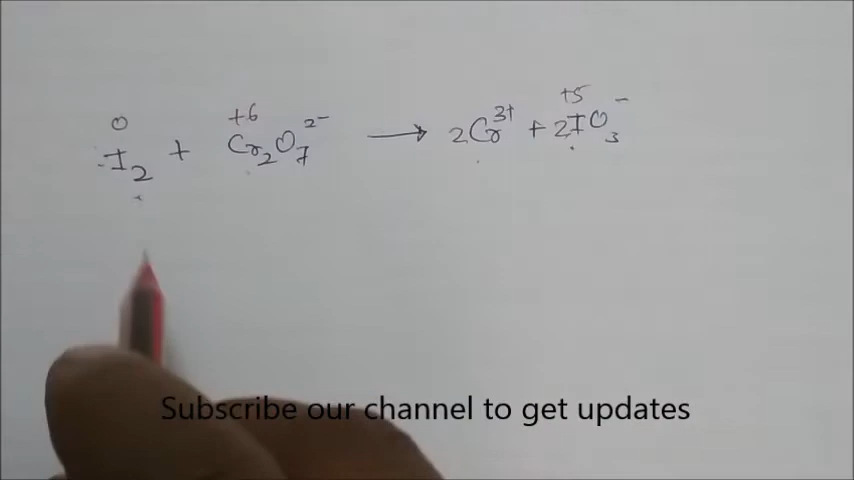 0 +6 +5
I2 + Cr2O7 2- → 2Cr 3+ + 2IO3 -
Subscribe our channel to get updates